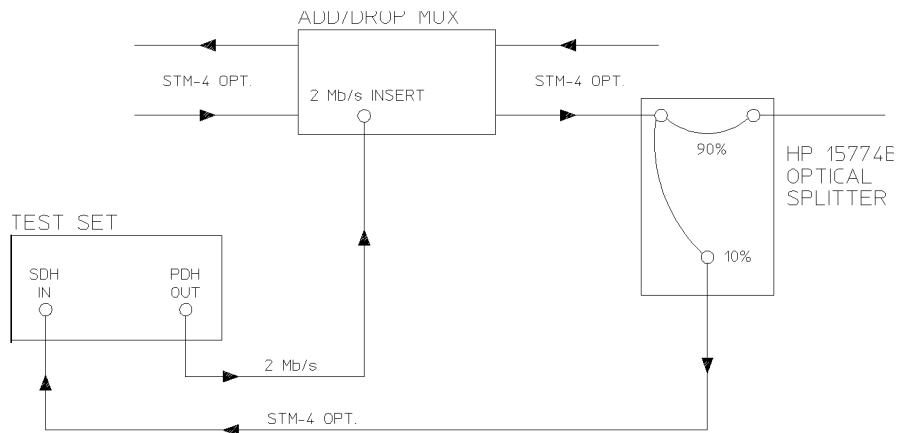 ADD/DROP MUX
STM-4 OPT.
STM-4 OPT.
2 Mb/s INSERT
90%
HP 15774B
OPTICAL
SPLITTER
10%
TEST SET
SDH
IN
PDH
OUT
2 Mb/s
STM-4 OPT.